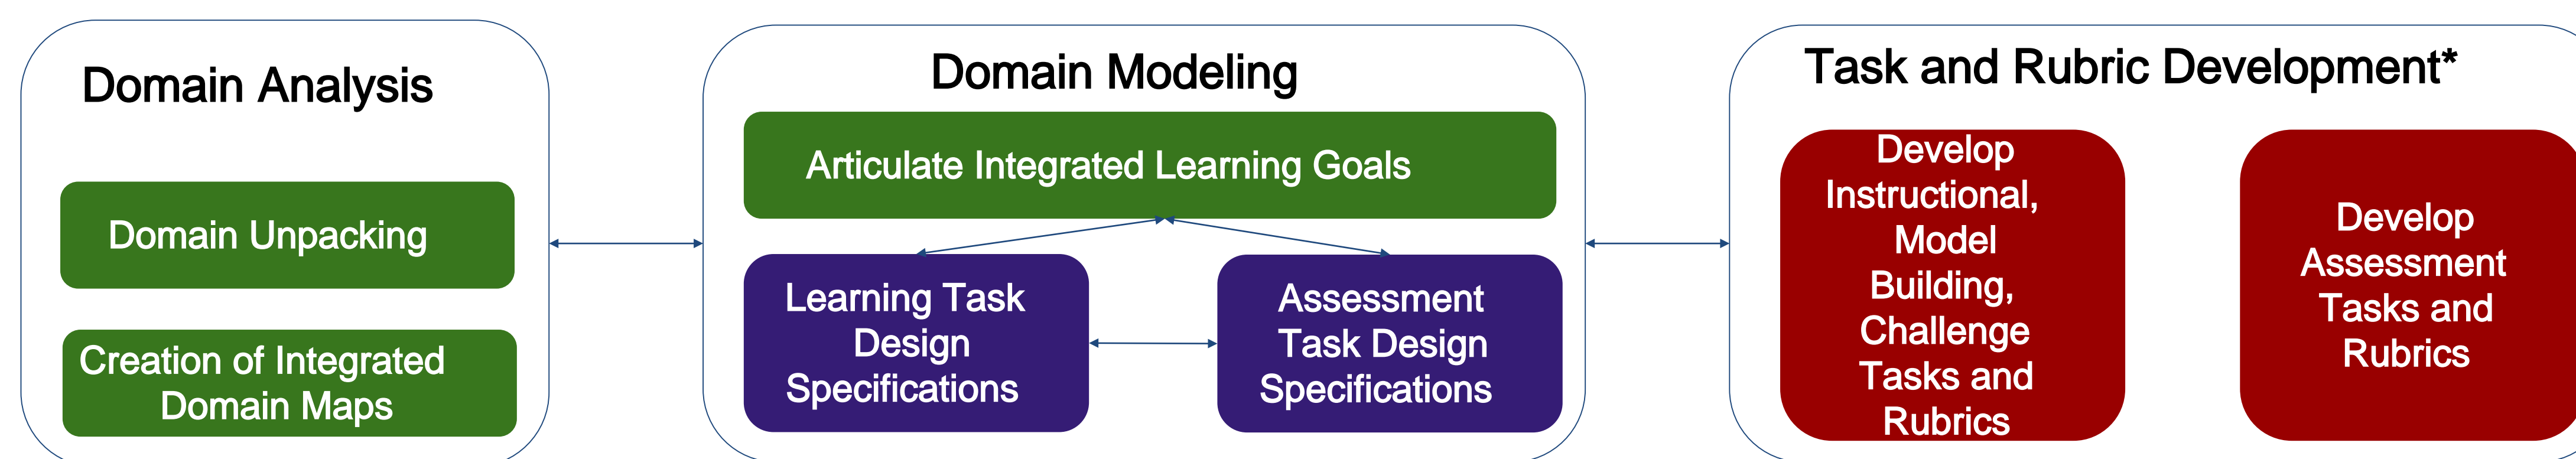 Domain Analysis
Domain Unpacking
Creation of Integrated
Domain Maps
Domain Modeling
Articulate Integrated Learning Goals
Learning Task
Design
Specifications
Assessment
Task Design
Specifications
Task and Rubric Development*
Develop
Instructional,
Model
Building,
Challenge
Tasks and
Rubrics
Develop
Assessment
Tasks and
Rubrics